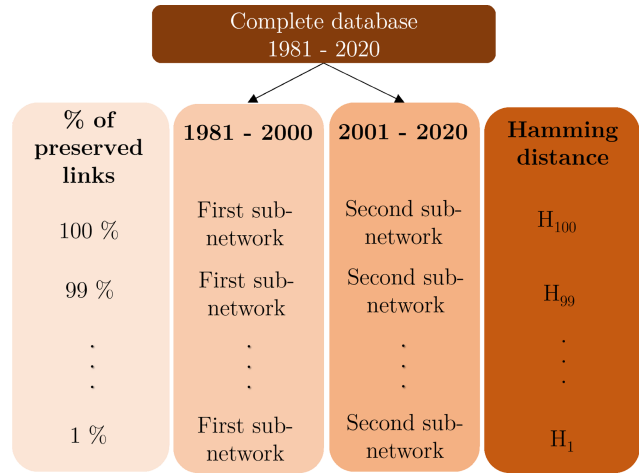 Complete database
1981 - 2020
% of
preserved
links
1981 - 2000
2001 - 2020
Hamming
distance
100 %
First sub-
network
Second sub-
network
H₁₀₀
99 %
First sub-
network
Second sub-
network
H₉₉
. . . .
. . . .
. . . .
1 %
First sub-
network
Second sub-
network
H₁